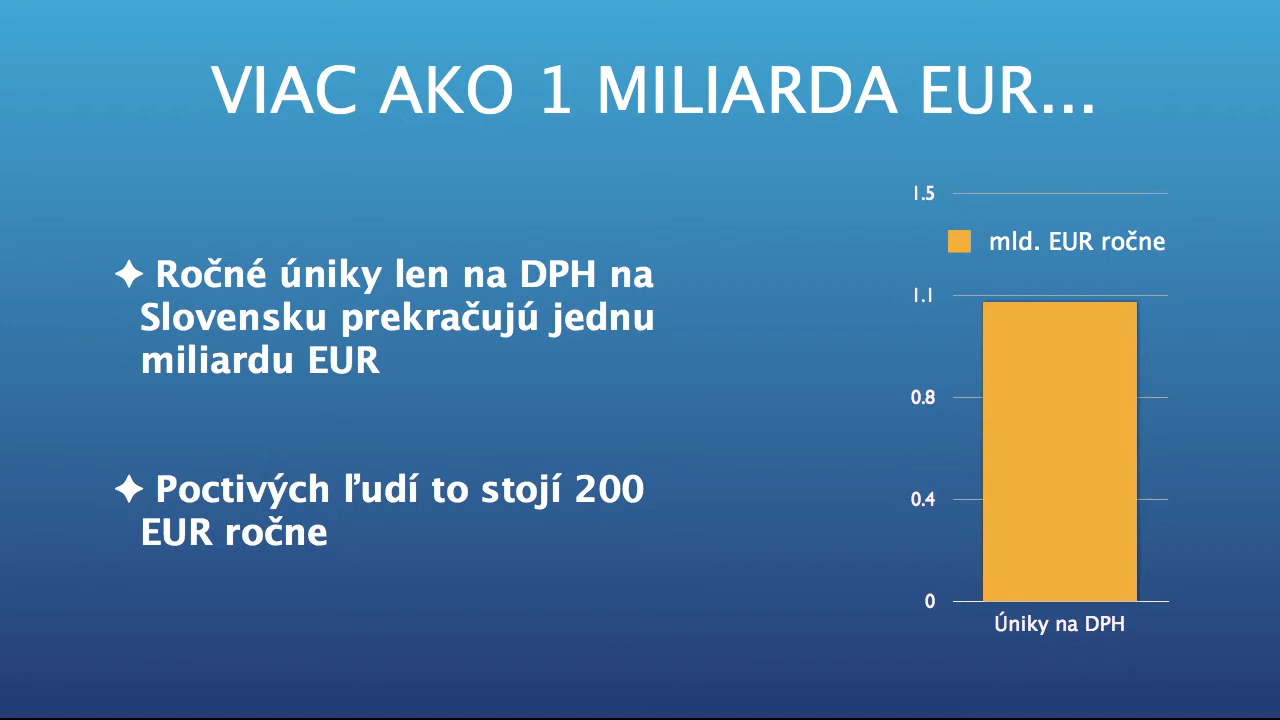 VIAC AKO 1 MILIARDA EUR...
✦ Ročné úniky len na DPH na
Slovensku prekračujú jednu
miliardu EUR
✦ Poctivých ľudí to stojí 200
EUR ročne
1.5
mld. EUR ročne
1.1
0.8
0.4
0
Úniky na DPH